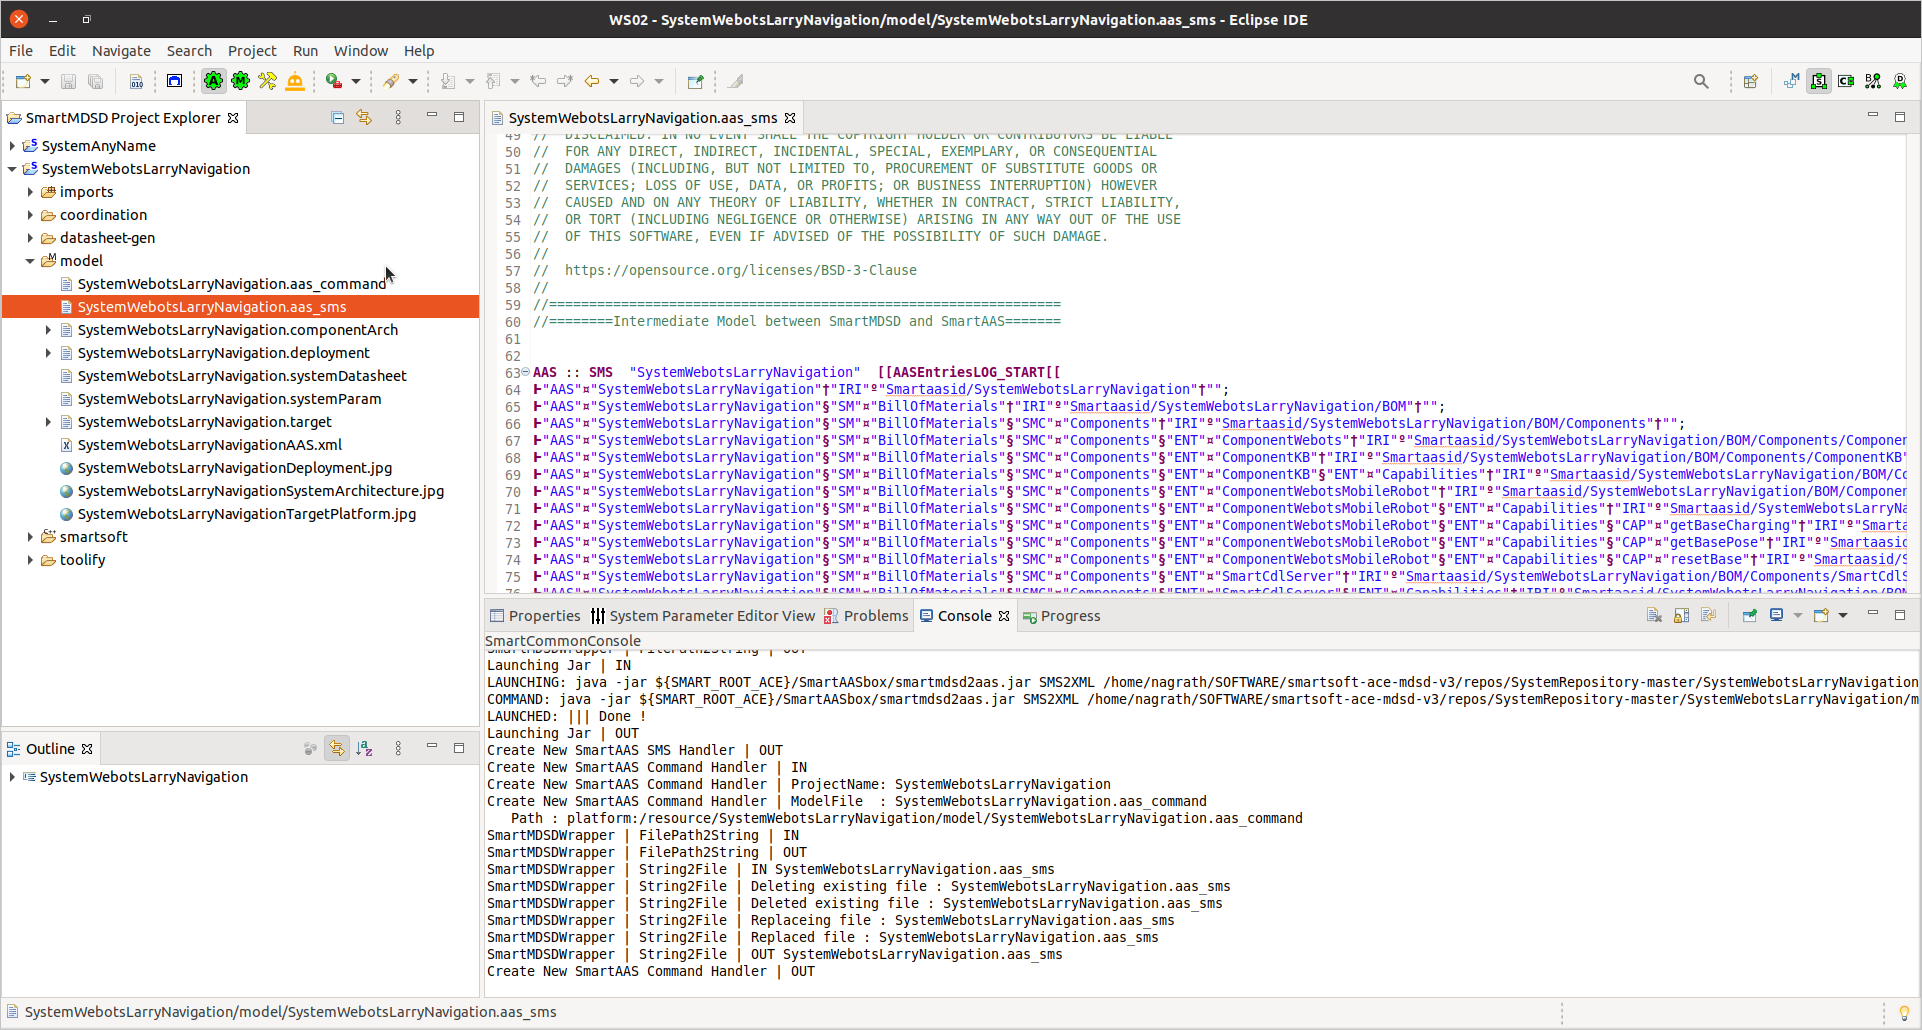 WS02 - SystemWebotsLarryNavigation/model/SystemWebotsLarryNavigation.aas_sms - Eclipse IDE
File Edit Navigate Search Project Run Window Help
SmartMDSD Project Explorer
SystemAnyName
SystemWebotsLarryNavigation
imports
coordination
datasheet-gen
model
SystemWebotsLarryNavigation.aas_command
SystemWebotsLarryNavigation.aas_sms
SystemWebotsLarryNavigation.componentArch
SystemWebotsLarryNavigation.deployment
SystemWebotsLarryNavigation.systemDatasheet
SystemWebotsLarryNavigation.systemParam
SystemWebotsLarryNavigation.target
SystemWebotsLarryNavigationAAS.xml
SystemWebotsLarryNavigationDeployment.jpg
SystemWebotsLarryNavigationSystemArchitecture.jpg
SystemWebotsLarryNavigationTargetPlatform.jpg
smartsoft
toolify
Outline
SystemWebotsLarryNavigation
SystemWebotsLarryNavigation.aas_sms
49 // DISCLAIMED. IN NO EVENT SHALL THE COPYRIGHT HOLDER OR CONTRIBUTORS BE LIABLE
50 // FOR ANY DIRECT, INDIRECT, INCIDENTAL, SPECIAL, EXEMPLARY, OR CONSEQUENTIAL
51 // DAMAGES (INCLUDING, BUT NOT LIMITED TO, PROCUREMENT OF SUBSTITUTE GOODS OR
52 // SERVICES; LOSS OF USE, DATA, OR PROFITS; OR BUSINESS INTERRUPTION) HOWEVER
53 // CAUSED AND ON ANY THEORY OF LIABILITY, WHETHER IN CONTRACT, STRICT LIABILITY,
54 // OR TORT (INCLUDING NEGLIGENCE OR OTHERWISE) ARISING IN ANY WAY OUT OF THE USE
55 // OF THIS SOFTWARE, EVEN IF ADVISED OF THE POSSIBILITY OF SUCH DAMAGE.
56 //
57 // https://opensource.org/licenses/BSD-3-Clause
58 //
59 //================================================================
60 //========Intermediate Model between SmartMDSD and SmartAAS=======
61
62
63 AAS :: SMS "SystemWebotsLarryNavigation" [[AASEntriesLOG_START[[
64 Ⱶ"AAS"¤"SystemWebotsLarryNavigation"†"IRI"º"Smartaasid/SystemWebotsLarryNavigation"†"";
65 Ⱶ"AAS"¤"SystemWebotsLarryNavigation"§"SM"¤"BillOfMaterials"†"IRI"º"Smartaasid/SystemWebotsLarryNavigation/BOM"†"";
66 Ⱶ"AAS"¤"SystemWebotsLarryNavigation"§"SM"¤"BillOfMaterials"§"SMC"¤"Components"†"IRI"º"Smartaasid/SystemWebotsLarryNavigation/BOM/Components"†"";
67 Ⱶ"AAS"¤"SystemWebotsLarryNavigation"§"SM"¤"BillOfMaterials"§"SMC"¤"Components"§"ENT"¤"ComponentWebots"†"IRI"º"Smartaasid/SystemWebotsLarryNavigation/BOM/Components/Componen
68 Ⱶ"AAS"¤"SystemWebotsLarryNavigation"§"SM"¤"BillOfMaterials"§"SMC"¤"Components"§"ENT"¤"ComponentKB"†"IRI"º"Smartaasid/SystemWebotsLarryNavigation/BOM/Components/ComponentKB"
69 Ⱶ"AAS"¤"SystemWebotsLarryNavigation"§"SM"¤"BillOfMaterials"§"SMC"¤"Components"§"ENT"¤"ComponentKB"§"ENT"¤"Capabilities"†"IRI"º"Smartaasid/SystemWebotsLarryNavigation/BOM/Co
70 Ⱶ"AAS"¤"SystemWebotsLarryNavigation"§"SM"¤"BillOfMaterials"§"SMC"¤"Components"§"ENT"¤"ComponentWebotsMobileRobot"†"IRI"º"Smartaasid/SystemWebotsLarryNavigation/BOM/Componen
71 Ⱶ"AAS"¤"SystemWebotsLarryNavigation"§"SM"¤"BillOfMaterials"§"SMC"¤"Components"§"ENT"¤"ComponentWebotsMobileRobot"§"ENT"¤"Capabilities"†"IRI"º"Smartaasid/SystemWebotsLarryNa
72 Ⱶ"AAS"¤"SystemWebotsLarryNavigation"§"SM"¤"BillOfMaterials"§"SMC"¤"Components"§"ENT"¤"ComponentWebotsMobileRobot"§"ENT"¤"Capabilities"§"CAP"¤"getBaseCharging"†"IRI"º"Smarta
73 Ⱶ"AAS"¤"SystemWebotsLarryNavigation"§"SM"¤"BillOfMaterials"§"SMC"¤"Components"§"ENT"¤"ComponentWebotsMobileRobot"§"ENT"¤"Capabilities"§"CAP"¤"getBasePose"†"IRI"º"Smartaasid
74 Ⱶ"AAS"¤"SystemWebotsLarryNavigation"§"SM"¤"BillOfMaterials"§"SMC"¤"Components"§"ENT"¤"ComponentWebotsMobileRobot"§"ENT"¤"Capabilities"§"CAP"¤"resetBase"†"IRI"º"Smartaasid/S
75 Ⱶ"AAS"¤"SystemWebotsLarryNavigation"§"SM"¤"BillOfMaterials"§"SMC"¤"Components"§"ENT"¤"SmartCdlServer"†"IRI"º"Smartaasid/SystemWebotsLarryNavigation/BOM/Components/SmartCdlS
Properties System Parameter Editor View Problems Console Progress
SmartCommonConsole
SmartMDSDWrapper | FilePath2String | OUT
Launching Jar | IN
LAUNCHING: java -jar ${SMART_ROOT_ACE}/SmartAASbox/smartmdsd2aas.jar SMS2XML /home/nagrath/SOFTWARE/smartsoft-ace-mdsd-v3/repos/SystemRepository-master/SystemWebotsLarryNavigation
COMMAND: java -jar ${SMART_ROOT_ACE}/SmartAASbox/smartmdsd2aas.jar SMS2XML /home/nagrath/SOFTWARE/smartsoft-ace-mdsd-v3/repos/SystemRepository-master/SystemWebotsLarryNavigation/m
LAUNCHED: ||| Done !
Launching Jar | OUT
Create New SmartAAS SMS Handler | OUT
Create New SmartAAS Command Handler | IN
Create New SmartAAS Command Handler | ProjectName: SystemWebotsLarryNavigation
Create New SmartAAS Command Handler | ModelFile : SystemWebotsLarryNavigation.aas_command
Path : platform:/resource/SystemWebotsLarryNavigation/model/SystemWebotsLarryNavigation.aas_command
SmartMDSDWrapper | FilePath2String | IN
SmartMDSDWrapper | FilePath2String | OUT
SmartMDSDWrapper | String2File | IN SystemWebotsLarryNavigation.aas_sms
SmartMDSDWrapper | String2File | Deleting existing file : SystemWebotsLarryNavigation.aas_sms
SmartMDSDWrapper | String2File | Deleted existing file : SystemWebotsLarryNavigation.aas_sms
SmartMDSDWrapper | String2File | Replaceing file : SystemWebotsLarryNavigation.aas_sms
SmartMDSDWrapper | String2File | Replaced file : SystemWebotsLarryNavigation.aas_sms
SmartMDSDWrapper | String2File | OUT SystemWebotsLarryNavigation.aas_sms
Create New SmartAAS Command Handler | OUT
SystemWebotsLarryNavigation/model/SystemWebotsLarryNavigation.aas_sms